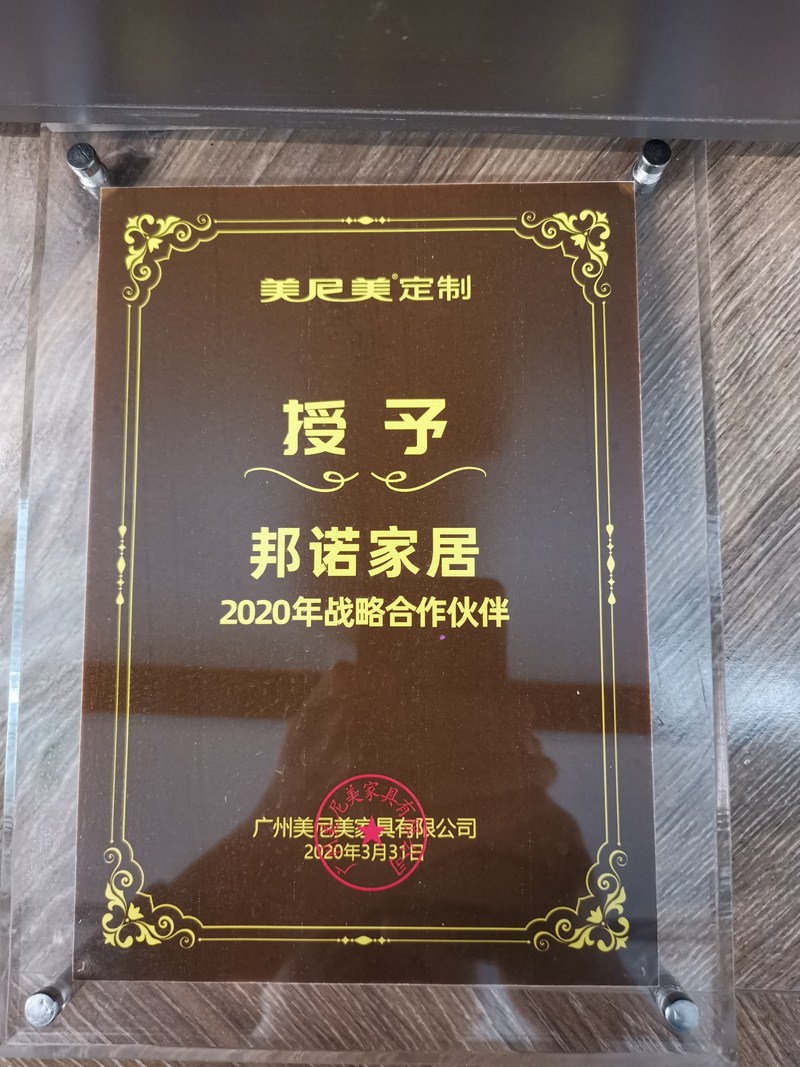 美尼美®定制
授予
邦诺家居
2020年战略合作伙伴
广州美尼美家具有限公司
2020年3月31日